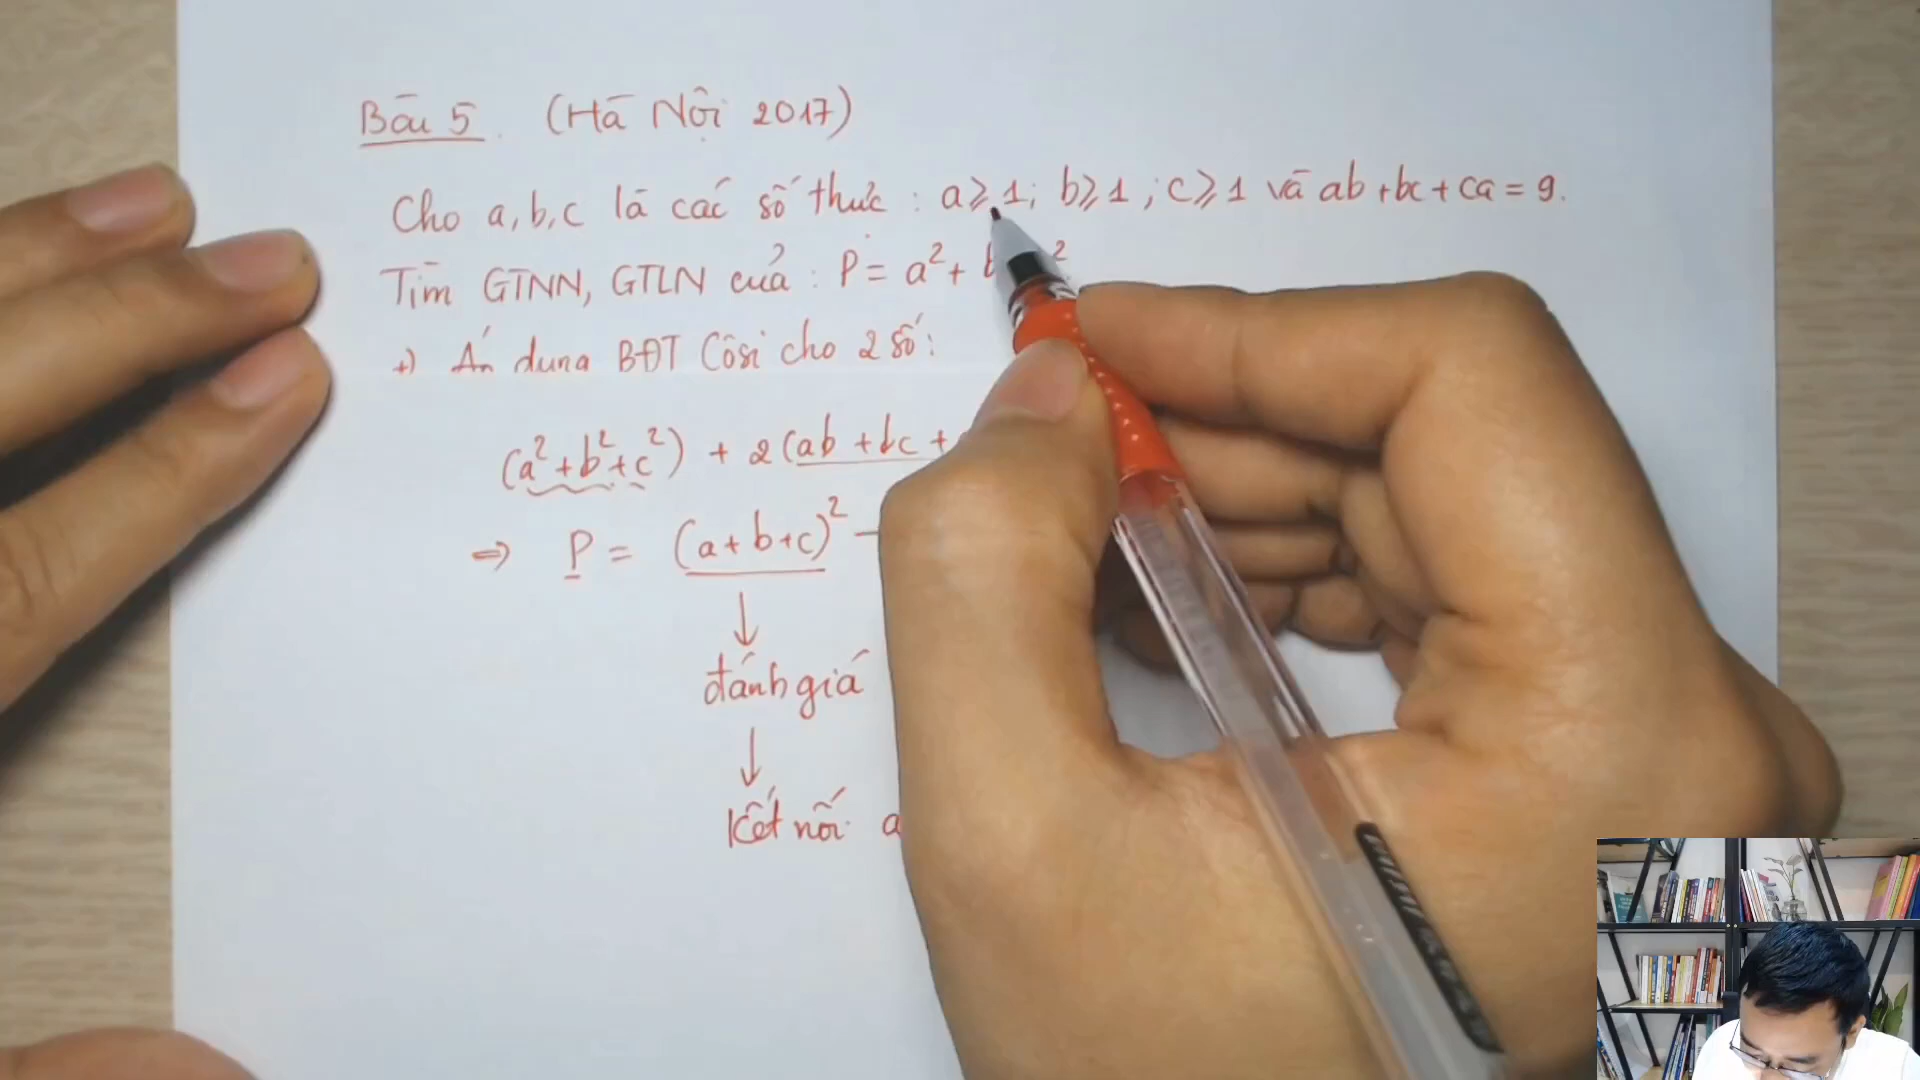 Bài 5. (Hà Nội 2017)
Cho a, b, c là các số thực : a ≥ 1; b ≥ 1 ; c ≥ 1 và ab + bc + ca = 9.
Tìm GTNN, GTLN của : P = a² + b ²
+) Áp dụng BĐT Côsi cho 2 số:
(a² + b² + c²) + 2(ab + bc +
⇒ P = (a + b + c)² -
↓
đánh giá
↓
Kết nối a